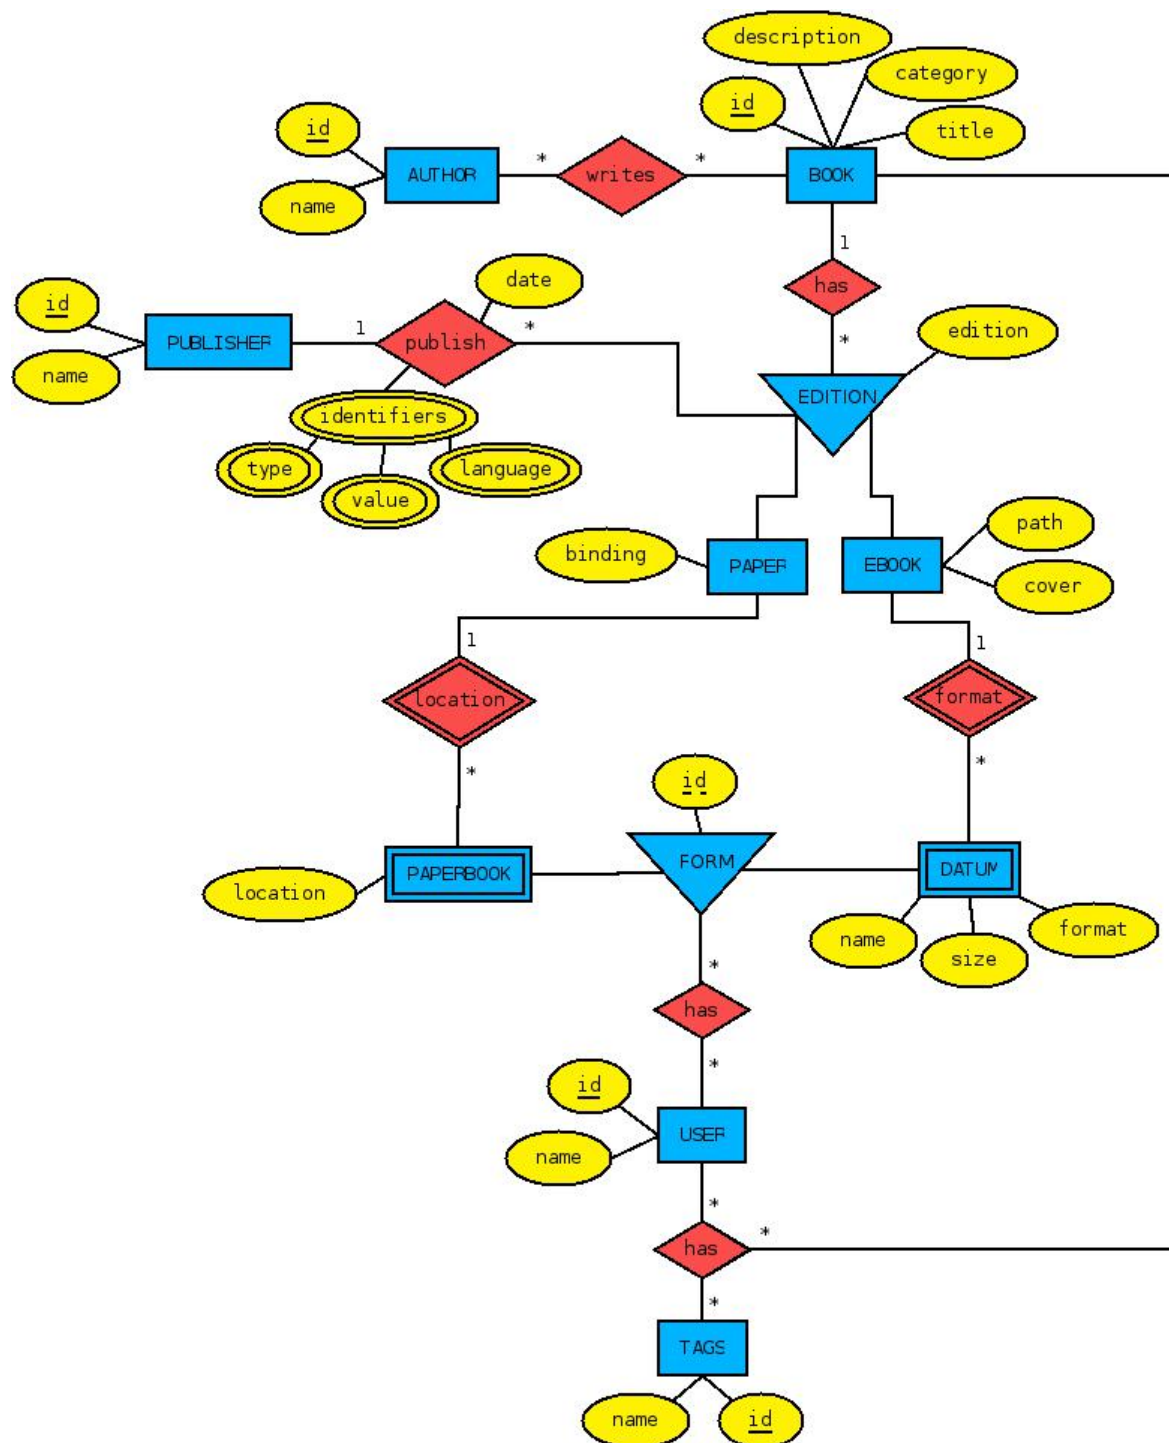 description
category
id
title
id
AUTHOR
*
writes
*
BOOK
name
1
date
has
id
1
*
edition
PUBLISHER
publish
*
name
EDITION
identifiers
type
language
value
path
binding
PAPER
EBOOK
cover
1
1
location
format
*
*
id
FORM
PAPERBOOK
DATUM
location
name
format
size
*
has
*
id
USER
name
*
has
*
*
TAGS
name
id